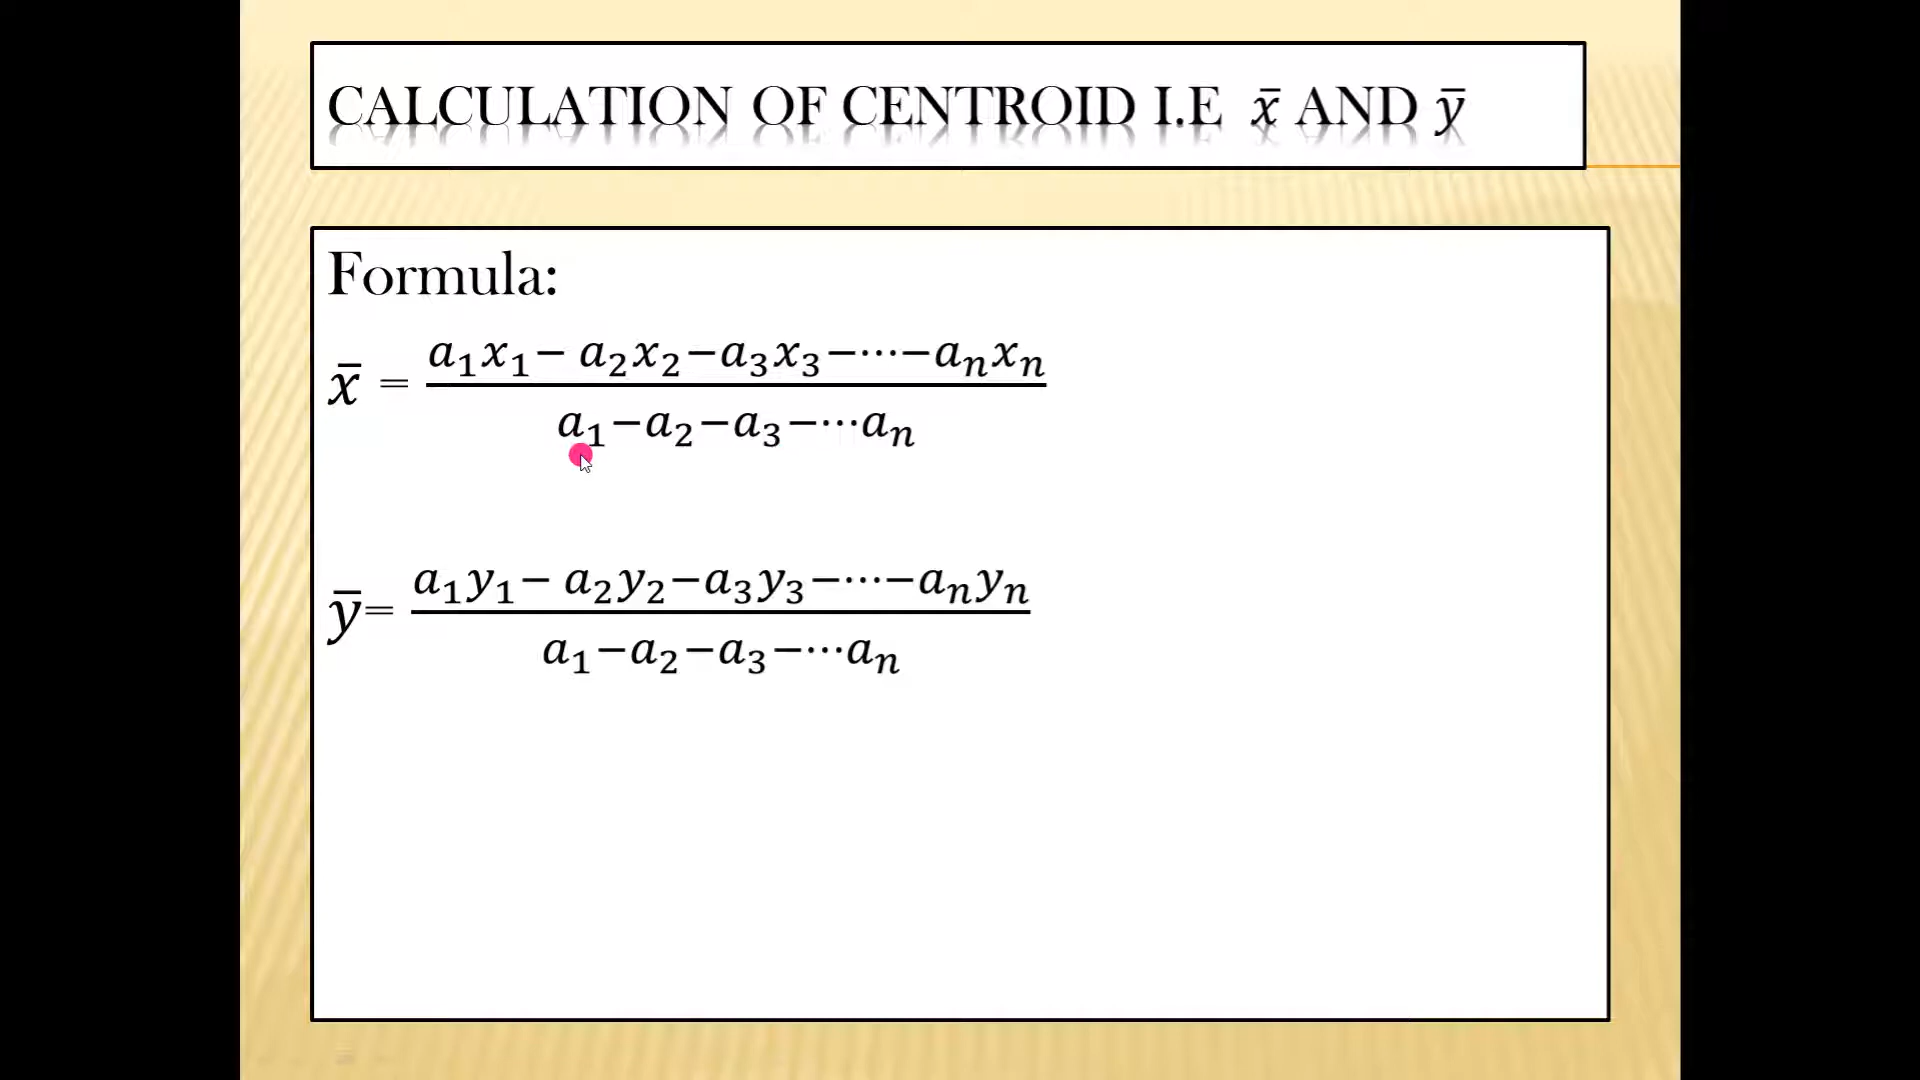 CALCULATION OF CENTROID I.E x̄ AND ȳ
Formula:
x̄ = (a₁x₁− a₂x₂−a₃x₃−⋯−aₙxₙ)/(a₁−a₂−a₃−⋯aₙ)
ȳ= (a₁y₁− a₂y₂−a₃y₃−⋯−aₙyₙ)/(a₁−a₂−a₃−⋯aₙ)